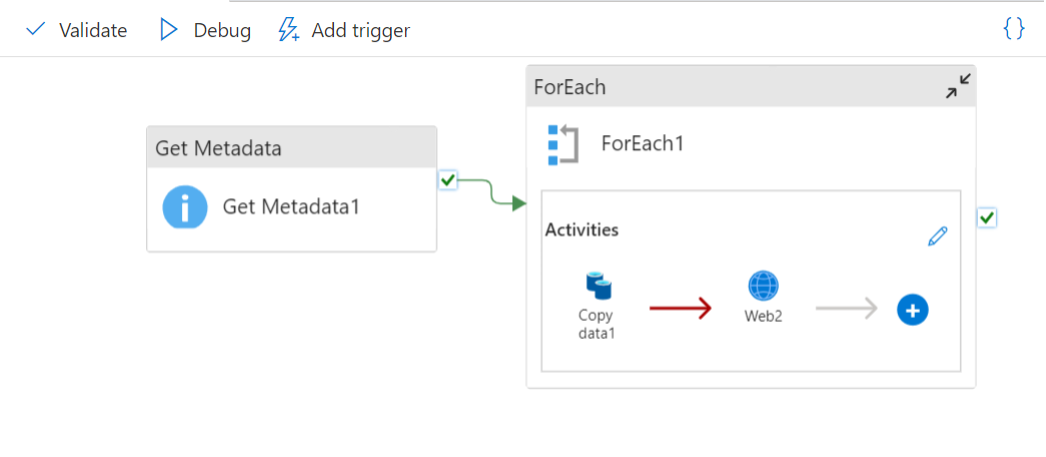 Validate
Debug
Add trigger
{}
ForEach
Get Metadata
ForEach1
Get Metadata1
Activities
Copy
data1
Web2